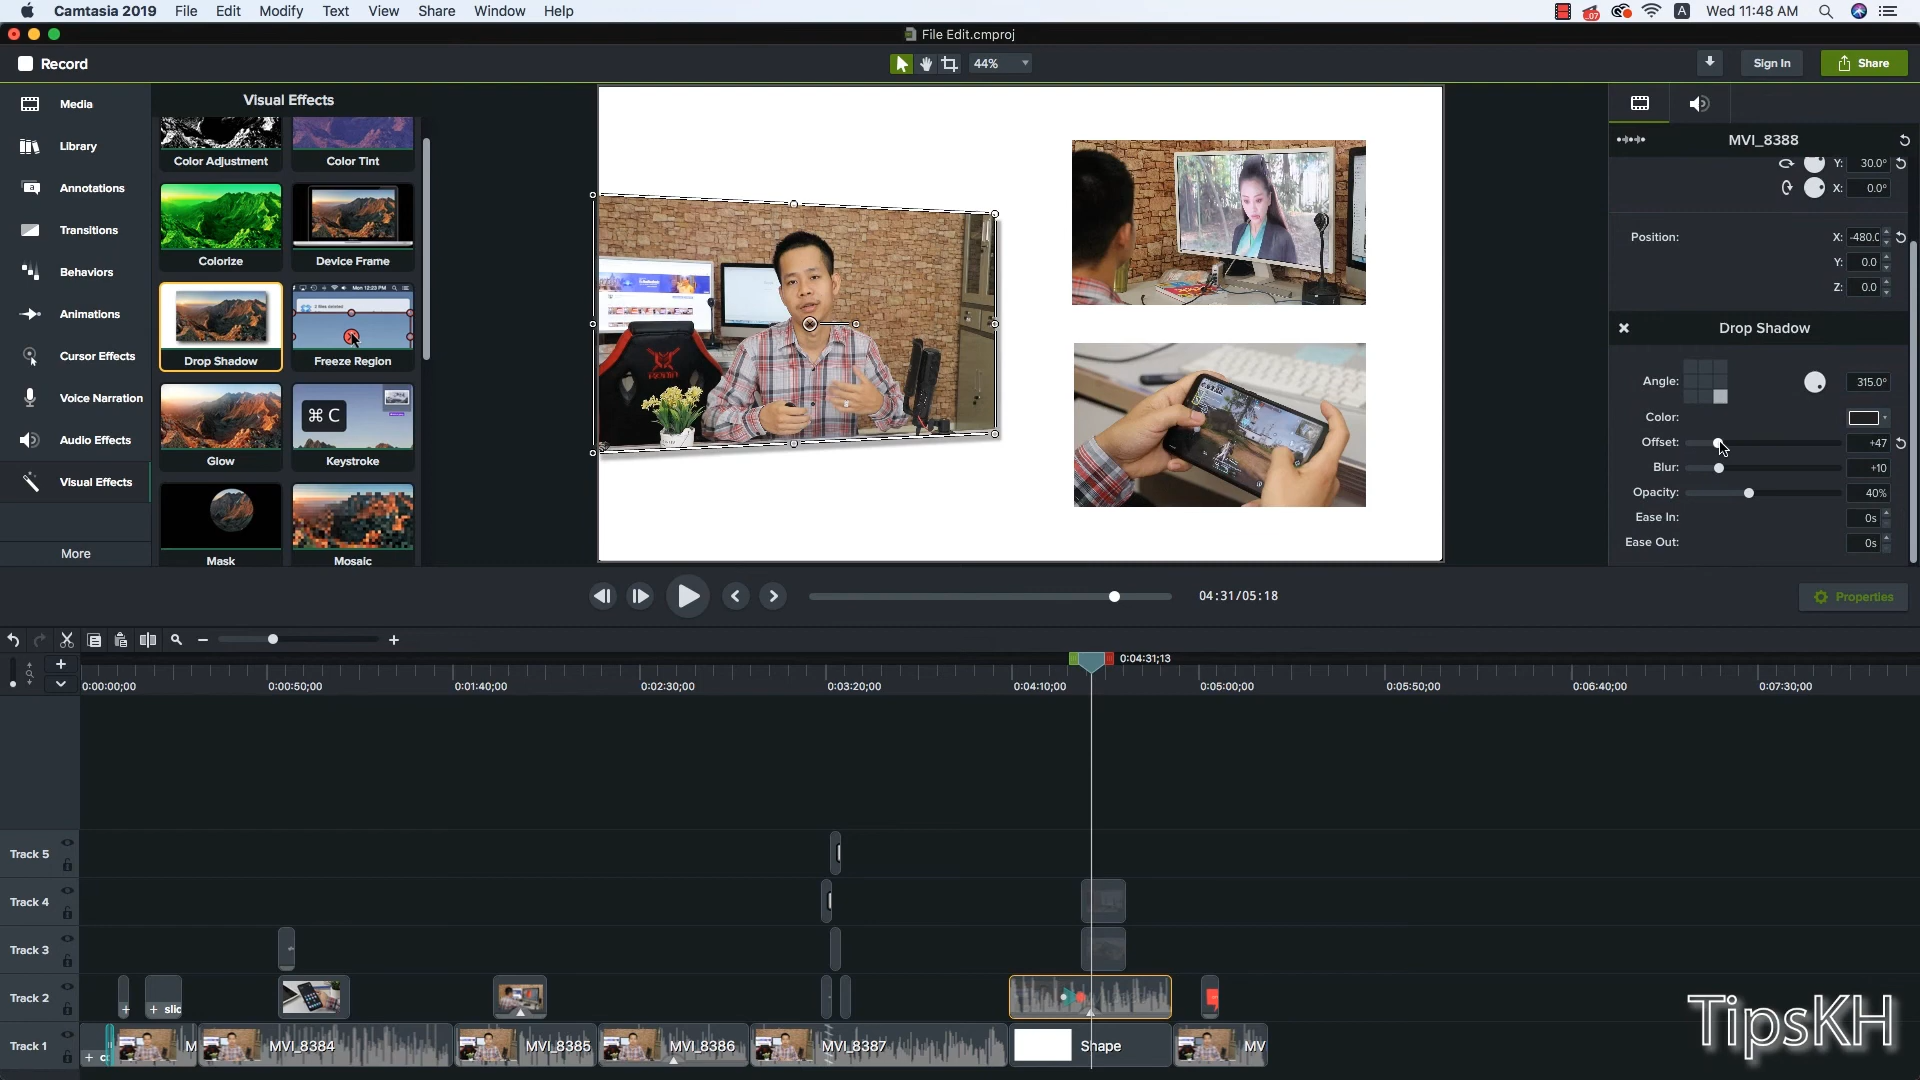 Camtasia 2019 File Edit Modify Text View Share Window Help
.07 A Wed 11:48 AM
File Edit.cmproj
Record
44%
Sign In
Share
Media
Library
Annotations
Transitions
Behaviors
Animations
Cursor Effects
Voice Narration
Audio Effects
Visual Effects
More
Visual Effects
Color Adjustment
Color Tint
Colorize
Device Frame
Drop Shadow
Freeze Region
⌘ C
Glow
Keystroke
Mask
Mosaic
MVI_8388
Y: 30.0°
X: 0.0°
Position: X: -480.0
Y: 0.0
Z: 0.0
Drop Shadow
Angle: 315.0°
Color:
Offset: +47
Blur: +10
Opacity: 40%
Ease In: 0s
Ease Out: 0s
Properties
04:31/05:18
0:04:31;13
0:00:00;00 0:00:50;00 0:01:40;00 0:02:30;00 0:03:20;00 0:04:10;00 0:05:00;00 0:05:50;00 0:06:40;00 0:07:30;00
Track 5
Track 4
Track 3
Track 2
+
+ slic
Track 1
+ cc
M
MVI_8384
MVI_8385
MVI_8386
MVI_8387
Shape
MV
TipsKH